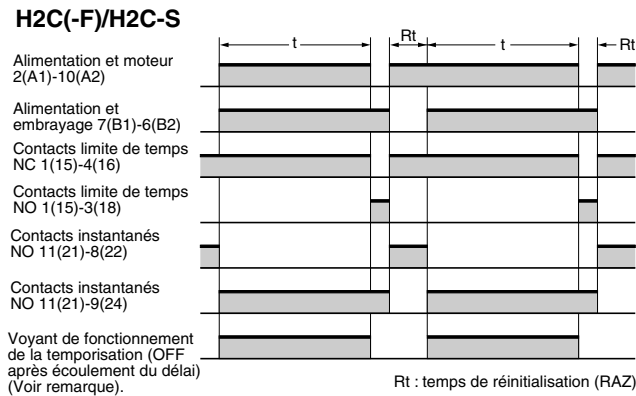 H2C(-F)/H2C-S
t Rt t Rt
Alimentation et moteur
2(A1)-10(A2)
Alimentation et
embrayage 7(B1)-6(B2)
Contacts limite de temps
NC 1(15)-4(16)
Contacts limite de temps
NO 1(15)-3(18)
Contacts instantanés
NO 11(21)-8(22)
Contacts instantanés
NO 11(21)-9(24)
Voyant de fonctionnement
de la temporisation (OFF
après écoulement du délai)
(Voir remarque).
Rt : temps de réinitialisation (RAZ)